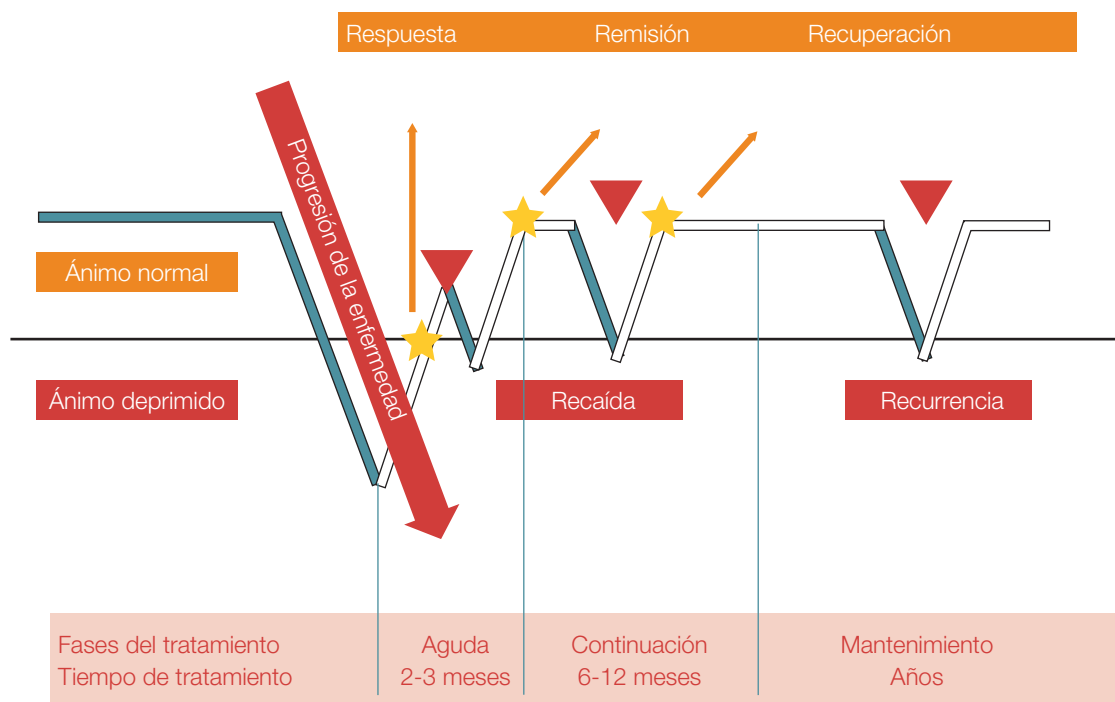 Respuesta Remisión Recuperación
Progresión de la enfermedad
Ánimo normal
Ánimo deprimido
Recaída
Recurrencia
Fases del tratamiento Aguda Continuación Mantenimiento
Tiempo de tratamiento 2-3 meses 6-12 meses Años